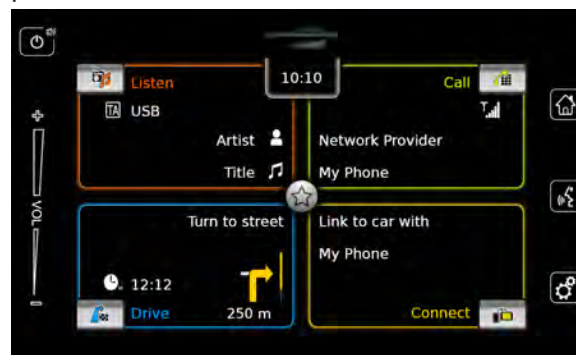 10:10
Listen
Call
TA USB
Artist
Network Provider
Title
My Phone
VOL
Turn to street
Link to car with
My Phone
12:12
Drive
250 m
Connect